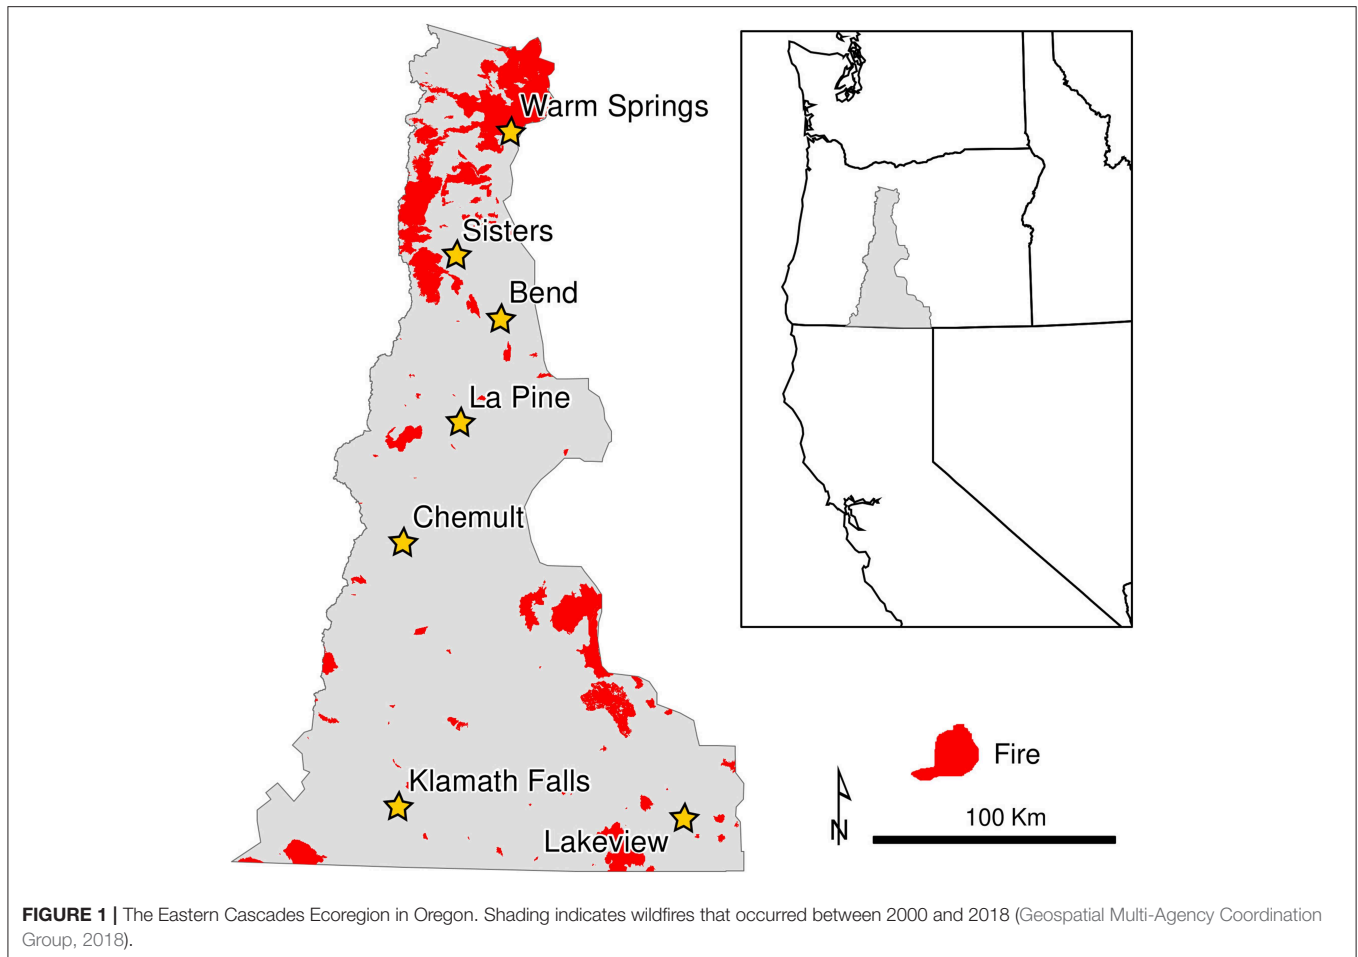 Warm Springs
Sisters
Bend
La Pine
Chemult
Klamath Falls
Lakeview
Fire
N
100 Km
FIGURE 1 | The Eastern Cascades Ecoregion in Oregon. Shading indicates wildfires that occurred between 2000 and 2018 (Geospatial Multi-Agency Coordination
Group, 2018).